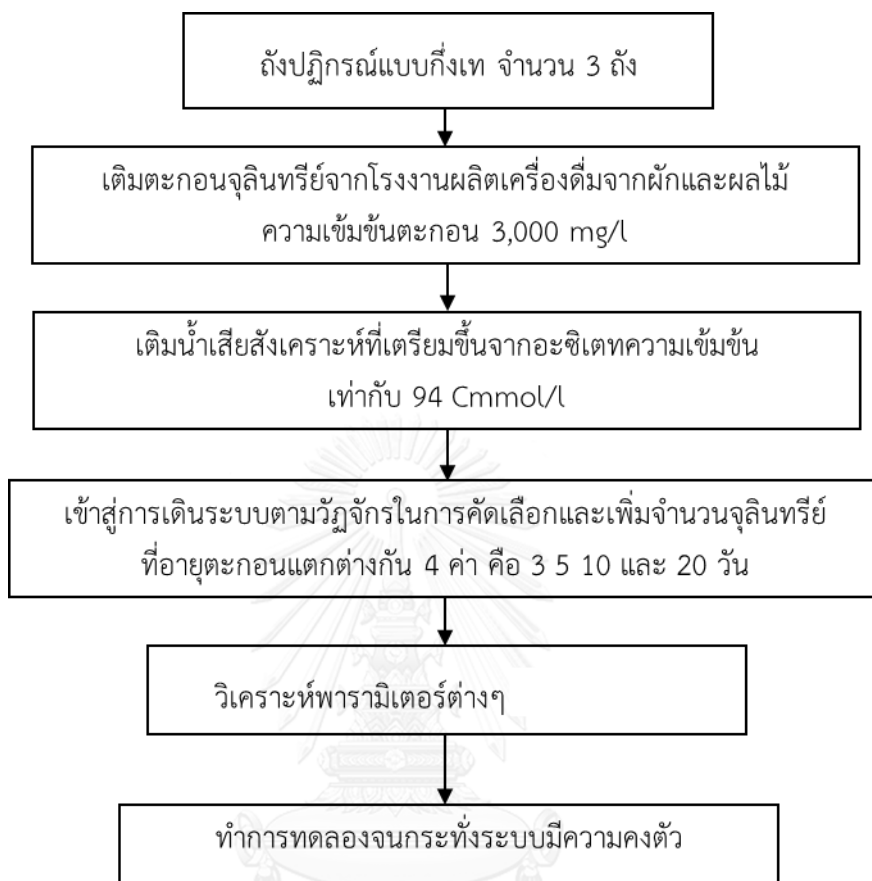 ถังปฏิกรณ์แบบกึ่งเท จำนวน 3 ถัง
เติมตะกอนจุลินทรีย์จากโรงงานผลิตเครื่องดื่มจากผักและผลไม้
ความเข้มข้นตะกอน 3,000 mg/l
เติมน้ำเสียสังเคราะห์ที่เตรียมขึ้นจากอะซิเตทความเข้มข้น
เท่ากับ 94 Cmmol/l
เข้าสู่การเดินระบบตามวัฏจักรในการคัดเลือกและเพิ่มจำนวนจุลินทรีย์
ที่อายุตะกอนแตกต่างกัน 4 ค่า คือ 3 5 10 และ 20 วัน
วิเคราะห์พารามิเตอร์ต่างๆ
ทำการทดลองจนกระทั่งระบบมีความคงตัว